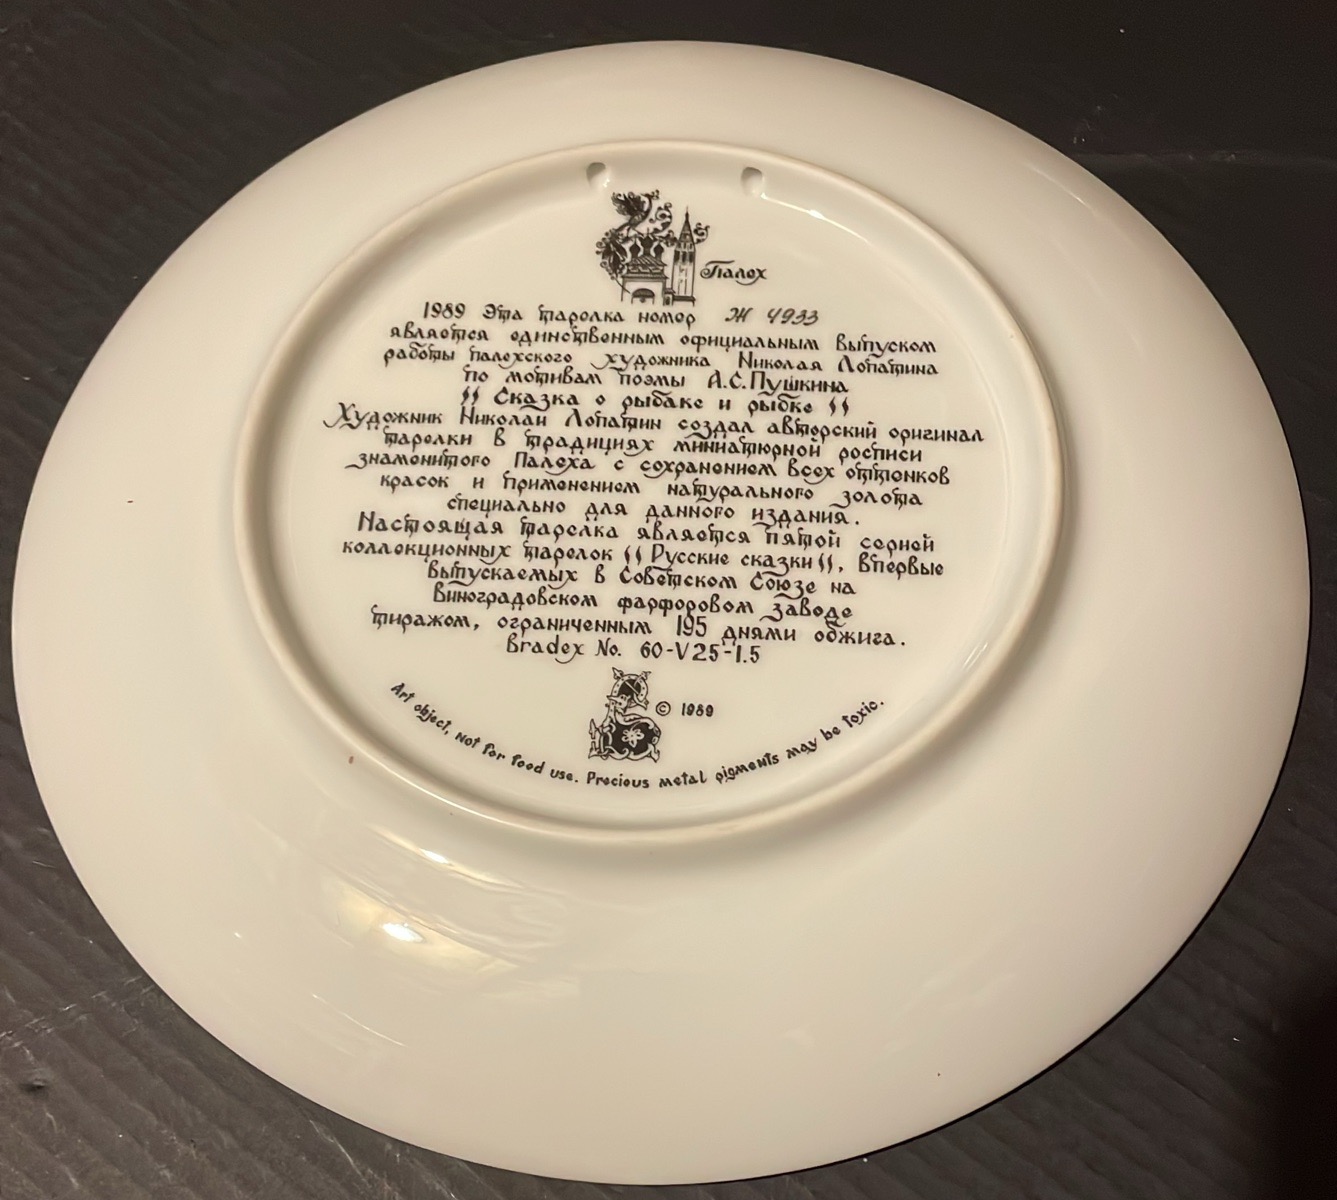 Палех
1989 Эта тарелка номер Ж 4933
является единственным официальным выпуском
работы палехского художника Николая Лопатина
по мотивам поэмы А.С.Пушкина
"Сказка о рыбаке и рыбке"
Художник Николай Лопатин создал авторский оригинал
тарелки в традициях миниатюрной росписи
знаменитого Палеха с сохранением всех оттенков
красок и применением натурального золота
специально для данного издания.
Настоящая тарелка является пятой серией
коллекционных тарелок "Русские сказки", впервые
выпускаемых в Советском Союзе на
Виноградовском фарфоровом заводе
тиражом, ограниченным 195 днями обжига.
Bradex No. 60-V25-1.5
© 1989
Art object, not for food use. Precious metal pigments may be toxic.